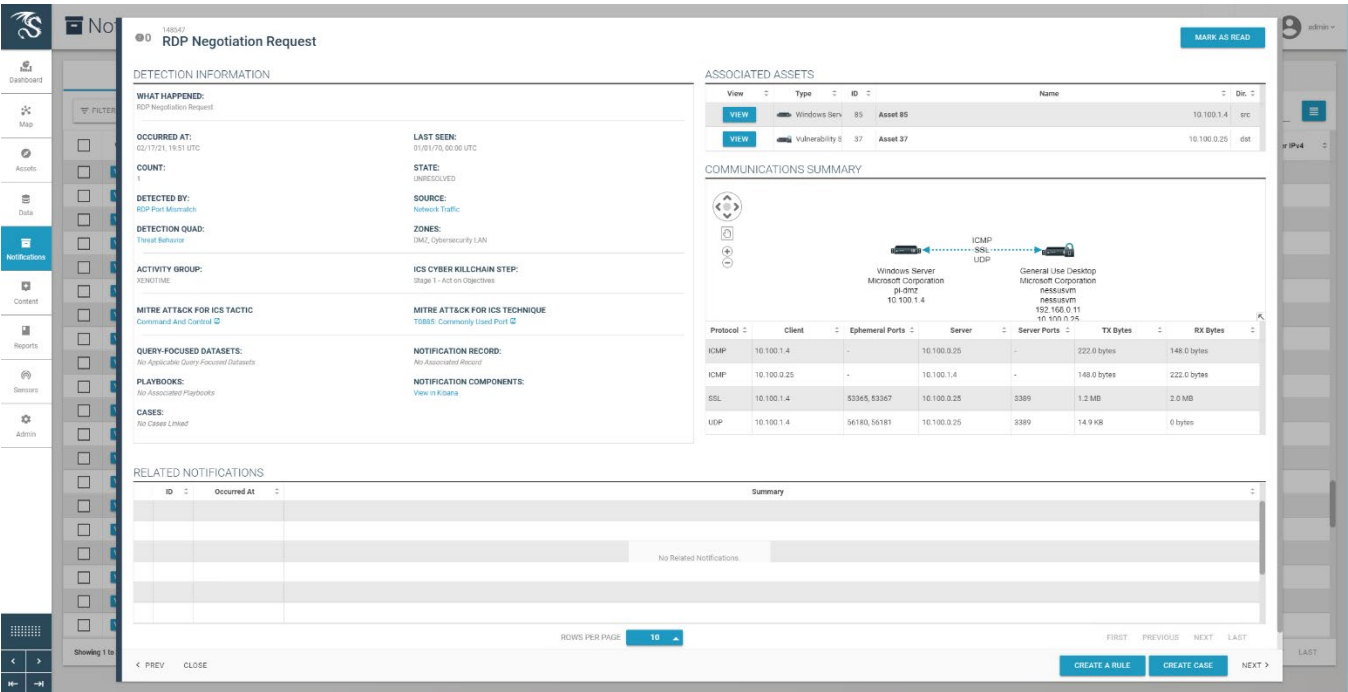 Noti
admin
148547
0
RDP Negotiation Request
MARK AS READ
Dashboard
Map
Assets
Data
Notifications
Content
Reports
Sensors
Admin
FILTER
DETECTION INFORMATION
WHAT HAPPENED:
RDP Negotiation Request
OCCURRED AT:
02/17/21, 19:51 UTC
LAST SEEN:
01/01/70, 00:00 UTC
COUNT:
1
STATE:
UNRESOLVED
DETECTED BY:
RDP Port Mismatch
SOURCE:
Network Traffic
DETECTION QUAD:
Threat Behavior
ZONES:
DMZ, Cybersecurity LAN
ACTIVITY GROUP:
XENOTIME
ICS CYBER KILLCHAIN STEP:
Stage 1 - Act on Objectives
MITRE ATT&CK FOR ICS TACTIC
Command And Control
MITRE ATT&CK FOR ICS TECHNIQUE
T0885: Commonly Used Port
QUERY-FOCUSED DATASETS:
No Applicable Query-Focused Datasets
NOTIFICATION RECORD:
No Associated Record
PLAYBOOKS:
No Associated Playbooks
NOTIFICATION COMPONENTS:
View in Kibana
CASES:
No Cases Linked
ASSOCIATED ASSETS
View Type ID Name Dir.
VIEW Windows Serv 85 Asset 85 10.100.1.4 src
VIEW Vulnerability S 37 Asset 37 10.100.0.25 dst
er IPv4
COMMUNICATIONS SUMMARY
ICMP
SSL
UDP
Windows Server
Microsoft Corporation
pi-dmz
10.100.1.4
General Use Desktop
Microsoft Corporation
nessusvm
nessusvm
192.168.0.11
10.100.0.25
Protocol Client Ephemeral Ports Server Server Ports TX Bytes RX Bytes
ICMP 10.100.1.4 - 10.100.0.25 - 222.0 bytes 148.0 bytes
ICMP 10.100.0.25 - 10.100.1.4 - 148.0 bytes 222.0 bytes
SSL 10.100.1.4 53365, 53367 10.100.0.25 3389 1.2 MB 2.0 MB
UDP 10.100.1.4 56180, 56181 10.100.0.25 3389 14.9 KB 0 bytes
RELATED NOTIFICATIONS
ID Occurred At Summary
No Related Notifications
ROWS PER PAGE 10
FIRST PREVIOUS NEXT LAST
Showing 1 to
LAST
PREV CLOSE
CREATE A RULE CREATE CASE NEXT